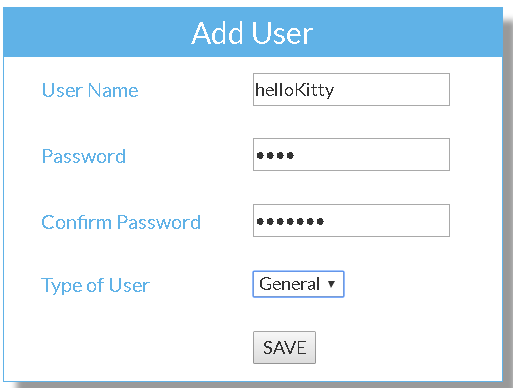 Add User
User Name helloKitty
Password ••••
Confirm Password •••••••
Type of User General ▼
SAVE